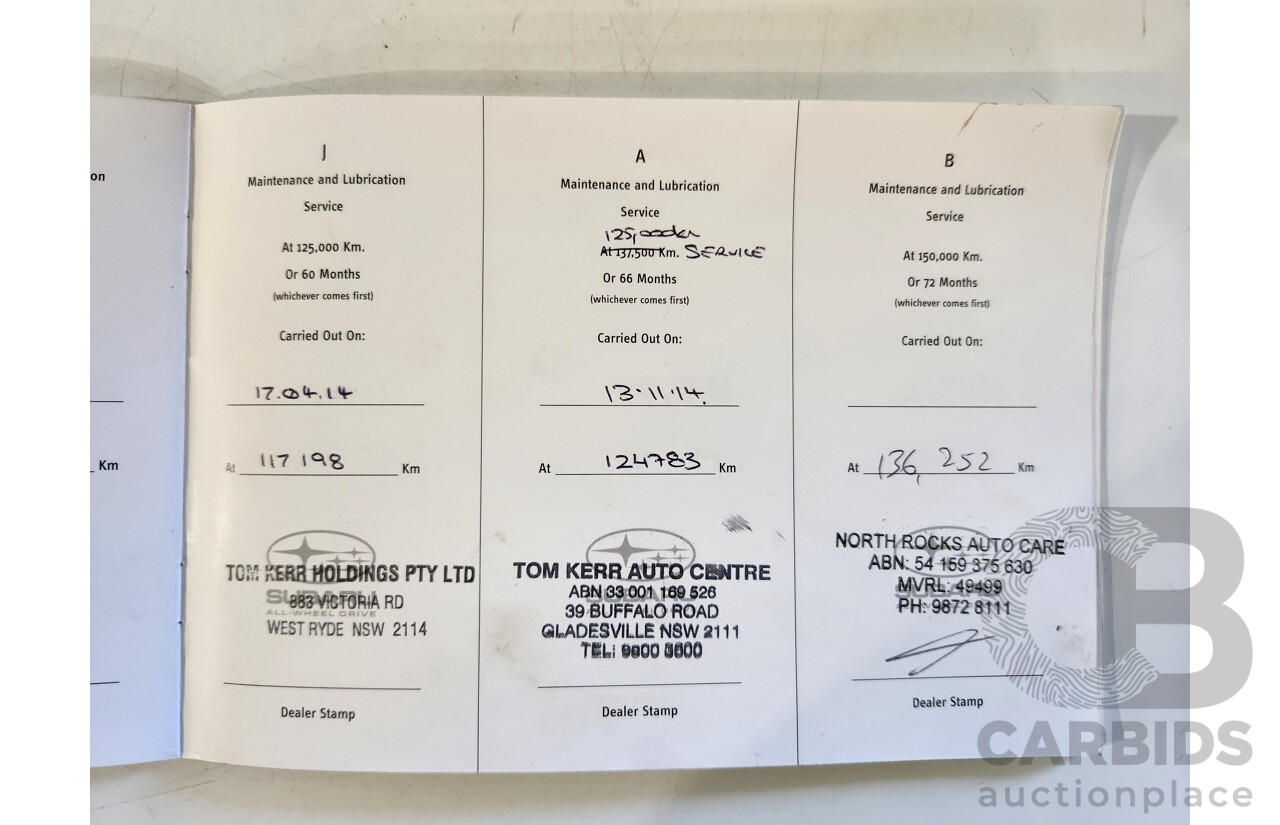 on
Km
J
Maintenance and Lubrication
Service
At 125,000 Km.
Or 60 Months
(whichever comes first)
Carried Out On:
17.04.14
At 117 198 Km
SUBARU
ALL-WHEEL DRIVE
TOM KERR HOLDINGS PTY LTD
883 VICTORIA RD
WEST RYDE NSW 2114
Dealer Stamp
A
Maintenance and Lubrication
Service
125,000km
At 137,500 Km. SERVICE
Or 66 Months
(whichever comes first)
Carried Out On:
13.11.14.
At 124783 Km
SUBARU
TOM KERR AUTO CENTRE
ABN 33 001 169 526
39 BUFFALO ROAD
GLADESVILLE NSW 2111
TEL:
Dealer Stamp
B
Maintenance and Lubrication
Service
At 150,000 Km.
Or 72 Months
(whichever comes first)
Carried Out On:
At 136,252 Km
NORTH ROCKS AUTO CARE
ABN: 54 159 375 630
MVRL: 49499
PH: 9872 8111
Dealer Stamp
CARBIDS
auctionplace